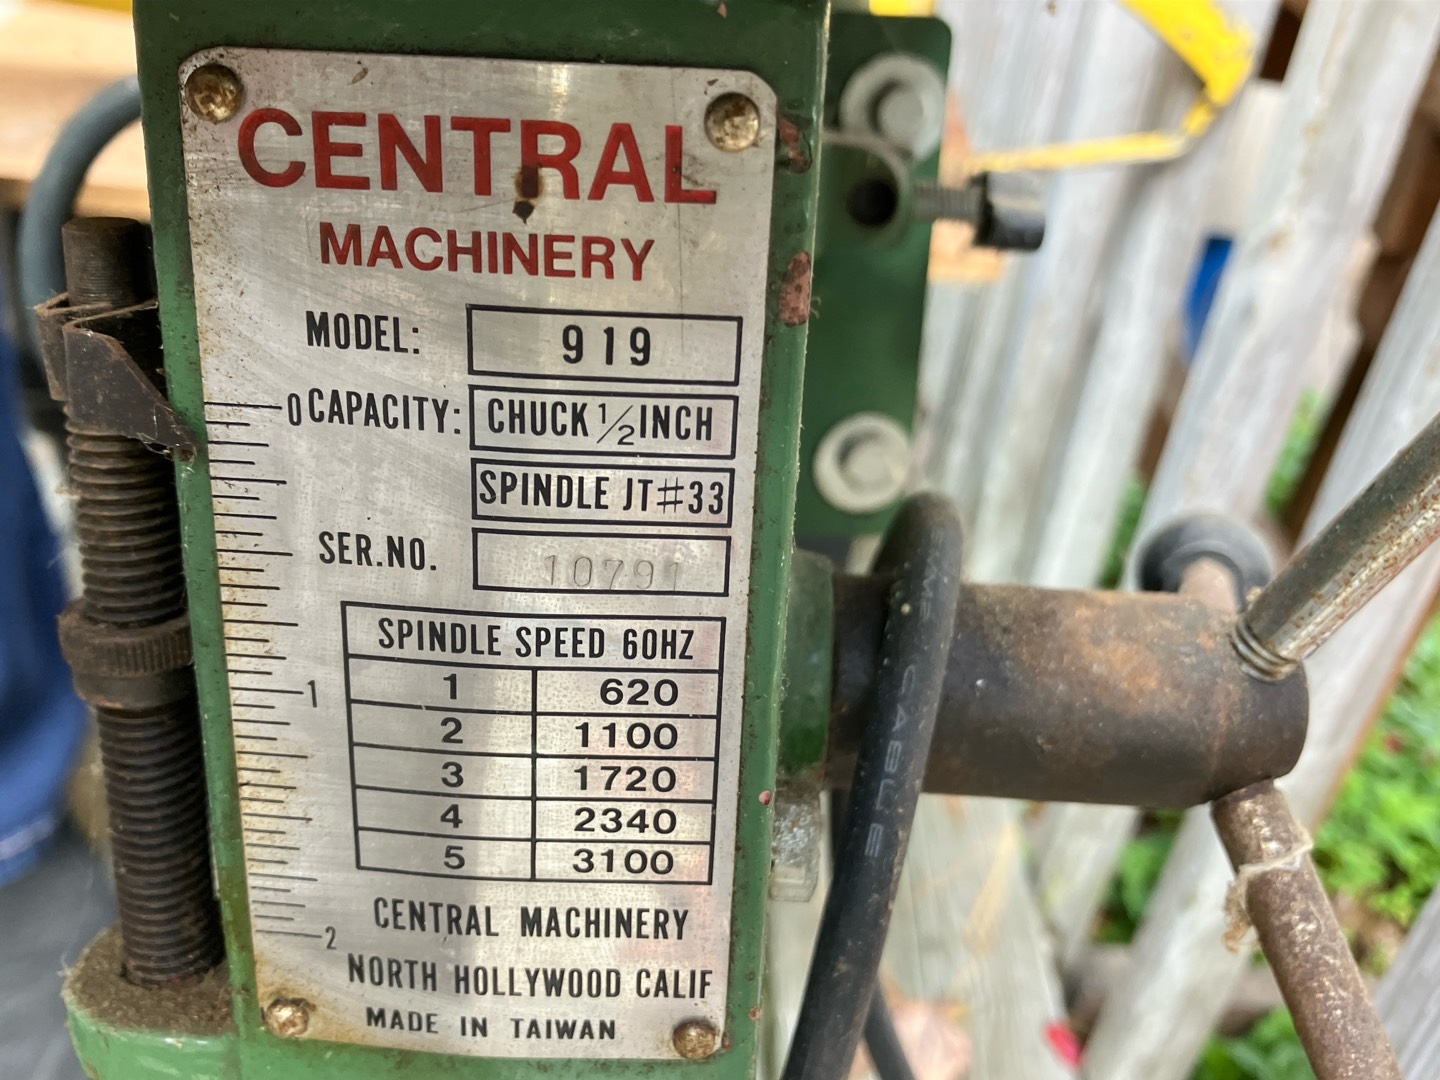 CENTRAL
MACHINERY
MODEL: 919
0 CAPACITY: CHUCK 1/2 INCH
SPINDLE JT#33
SER.NO. 10791
SPINDLE SPEED 60HZ
1 620
1
2 1100
3 1720
4 2340
5 3100
CENTRAL MACHINERY
2
NORTH HOLLYWOOD CALIF
MADE IN TAIWAN
CABLE